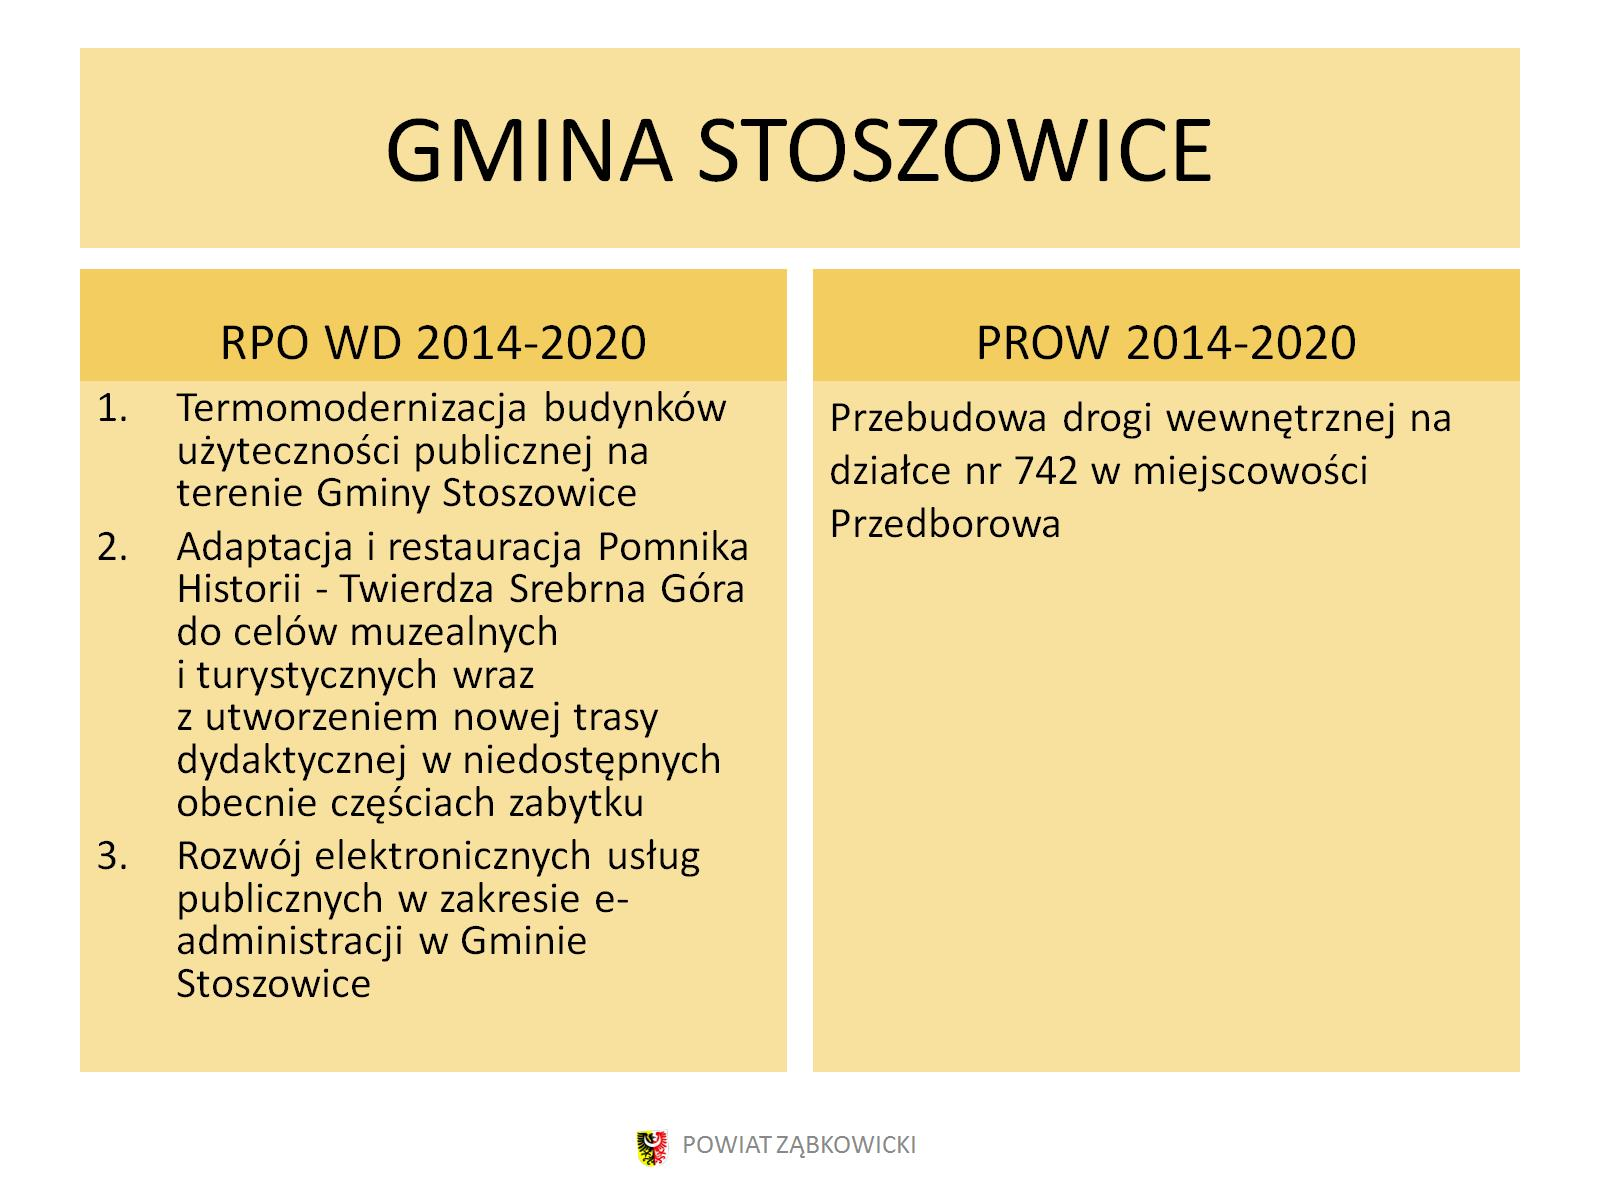 GMINA STOSZOWICE
RPO WD 2014-2020
1. Termomodernizacja budynków
użyteczności publicznej na
terenie Gminy Stoszowice
2. Adaptacja i restauracja Pomnika
Historii - Twierdza Srebrna Góra
do celów muzealnych
i turystycznych wraz
z utworzeniem nowej trasy
dydaktycznej w niedostępnych
obecnie częściach zabytku
3. Rozwój elektronicznych usług
publicznych w zakresie e-
administracji w Gminie
Stoszowice
PROW 2014-2020
Przebudowa drogi wewnętrznej na
działce nr 742 w miejscowości
Przedborowa
POWIAT ZĄBKOWICKI